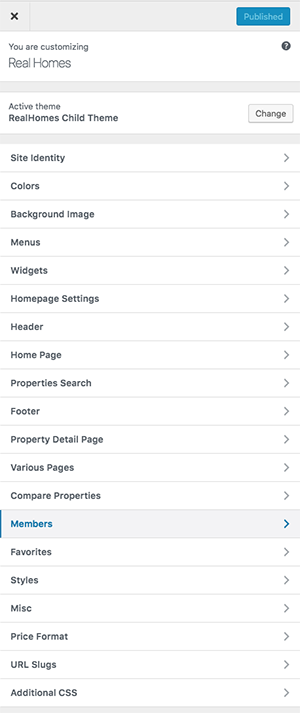 Published
You are customizing
Real Homes
Active theme
RealHomes Child Theme
Change
Site Identity
Colors
Background Image
Menus
Widgets
Homepage Settings
Header
Home Page
Properties Search
Footer
Property Detail Page
Various Pages
Compare Properties
Members
Favorites
Styles
Misc
Price Format
URL Slugs
Additional CSS